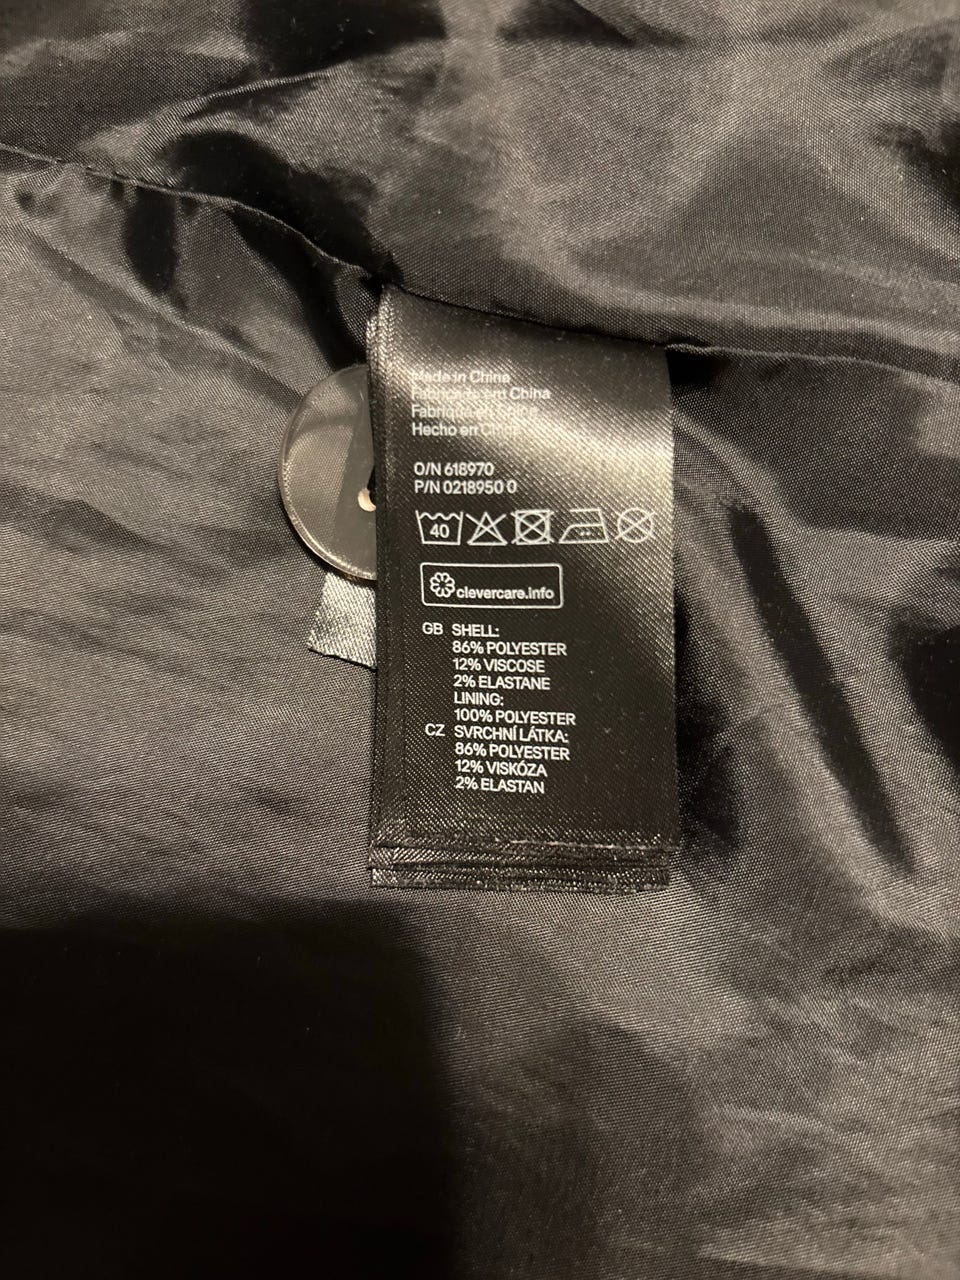 Made in China
Fabricado em China
Fabriqué en Chine
Hecho en China
O/N 618970
P/N 0218950 0
40
clevercare.info
GB SHELL:
86% POLYESTER
12% VISCOSE
2% ELASTANE
LINING:
100% POLYESTER
CZ SVRCHNÍ LÁTKA:
86% POLYESTER
12% VISKÓZA
2% ELASTAN